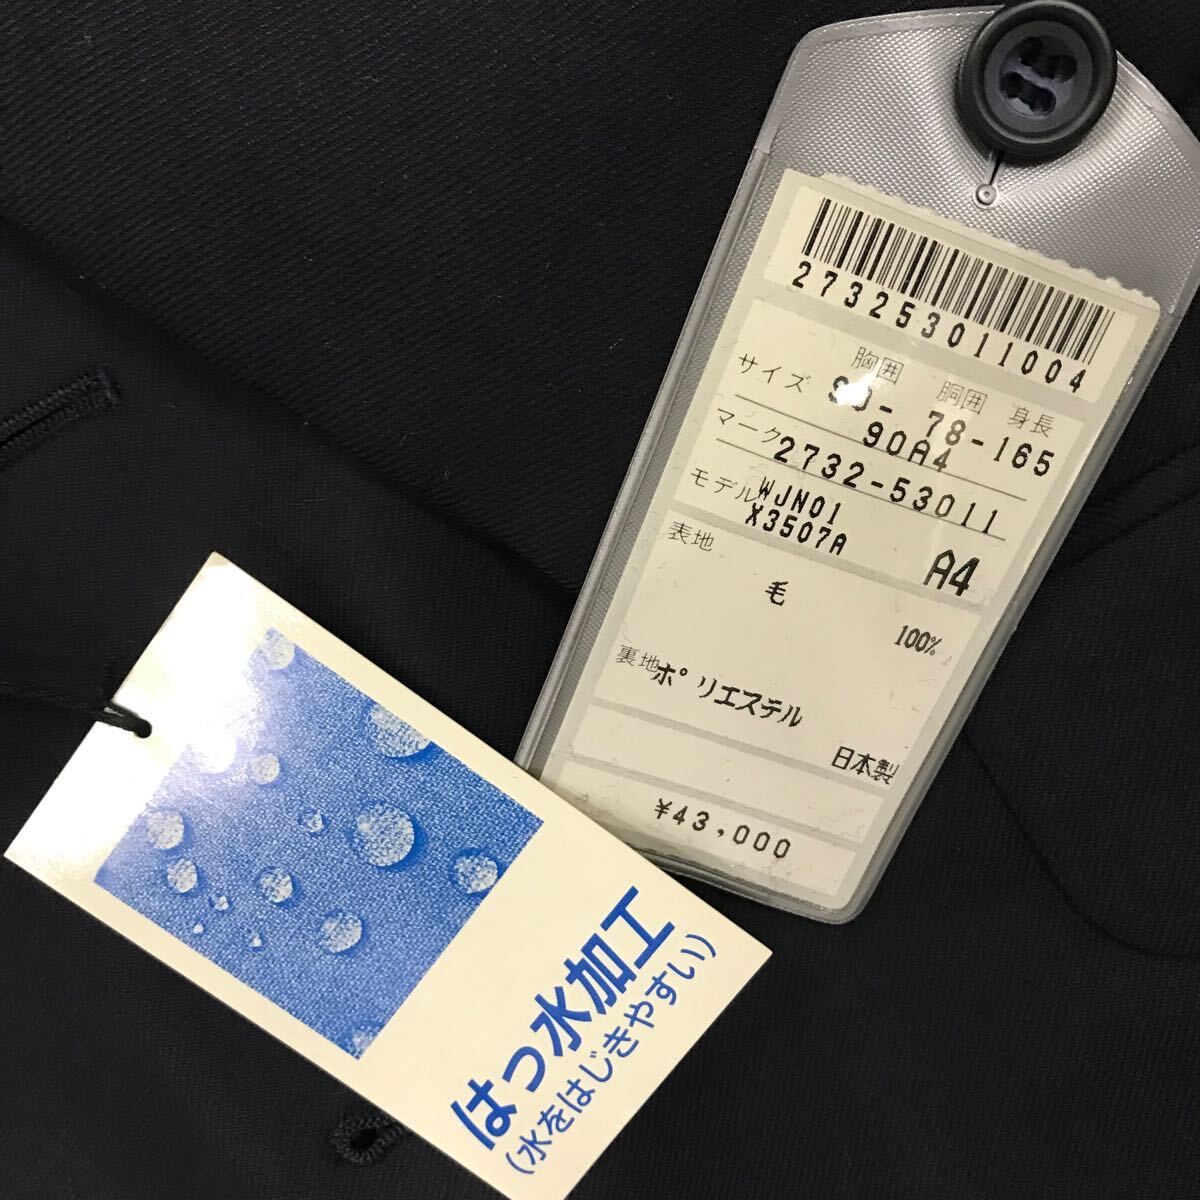 273253011004
胸囲 胴囲 身長
サイズ 90- 78-165
90A4
マーク 2732-53011
モデル WJN01
X3507A
A4
表地
毛 100%
裏地 ポリエステル
日本製
¥43,000
はっ水加工
(水をはじきやすい)